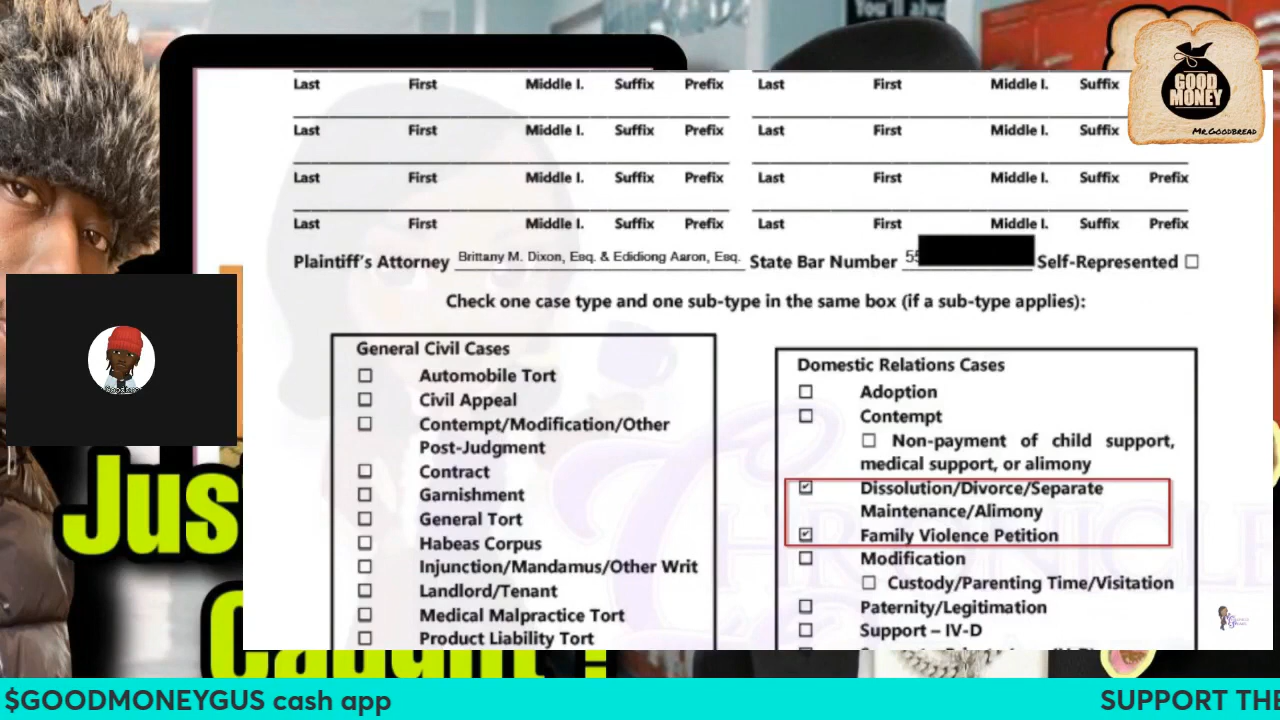 You'll alw
GOOD
MONEY
MR.GOODBREAD
Last First Middle I. Suffix Prefix Last First Middle I. Suffix
Last First Middle I. Suffix Prefix Last First Middle I. Suffix
Last First Middle I. Suffix Prefix Last First Middle I. Suffix Prefix
Last First Middle I. Suffix Prefix Last First Middle I. Suffix Prefix
Plaintiff's Attorney Brittany M. Dixon, Esq. & Edidiong Aaron, Esq. State Bar Number 55 Self-Represented ☐
Check one case type and one sub-type in the same box (if a sub-type applies):
General Civil Cases
☐ Automobile Tort
☐ Civil Appeal
☐ Contempt/Modification/Other
Post-Judgment
☐ Contract
☐ Garnishment
☐ General Tort
☐ Habeas Corpus
☐ Injunction/Mandamus/Other Writ
☐ Landlord/Tenant
☐ Medical Malpractice Tort
☐ Product Liability Tort
Domestic Relations Cases
☐ Adoption
☐ Contempt
☐ Non-payment of child support,
medical support, or alimony
☑ Dissolution/Divorce/Separate
Maintenance/Alimony
☑ Family Violence Petition
☐ Modification
☐ Custody/Parenting Time/Visitation
☐ Paternity/Legitimation
☐ Support – IV-D
CHRONICLE
Jus
Caught !
$GOODMONEYGUS cash app
SUPPORT THE